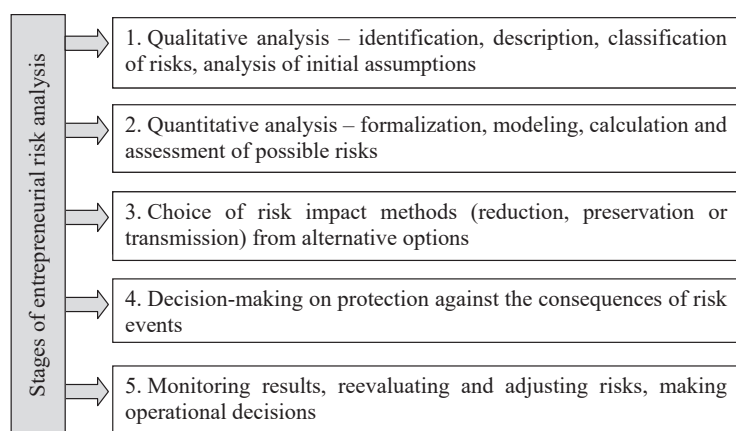 Stages of entrepreneurial risk analysis
1. Qualitative analysis – identification, description, classification
of risks, analysis of initial assumptions
2. Quantitative analysis – formalization, modeling, calculation and
assessment of possible risks
3. Choice of risk impact methods (reduction, preservation or
transmission) from alternative options
4. Decision-making on protection against the consequences of risk
events
5. Monitoring results, reevaluating and adjusting risks, making
operational decisions